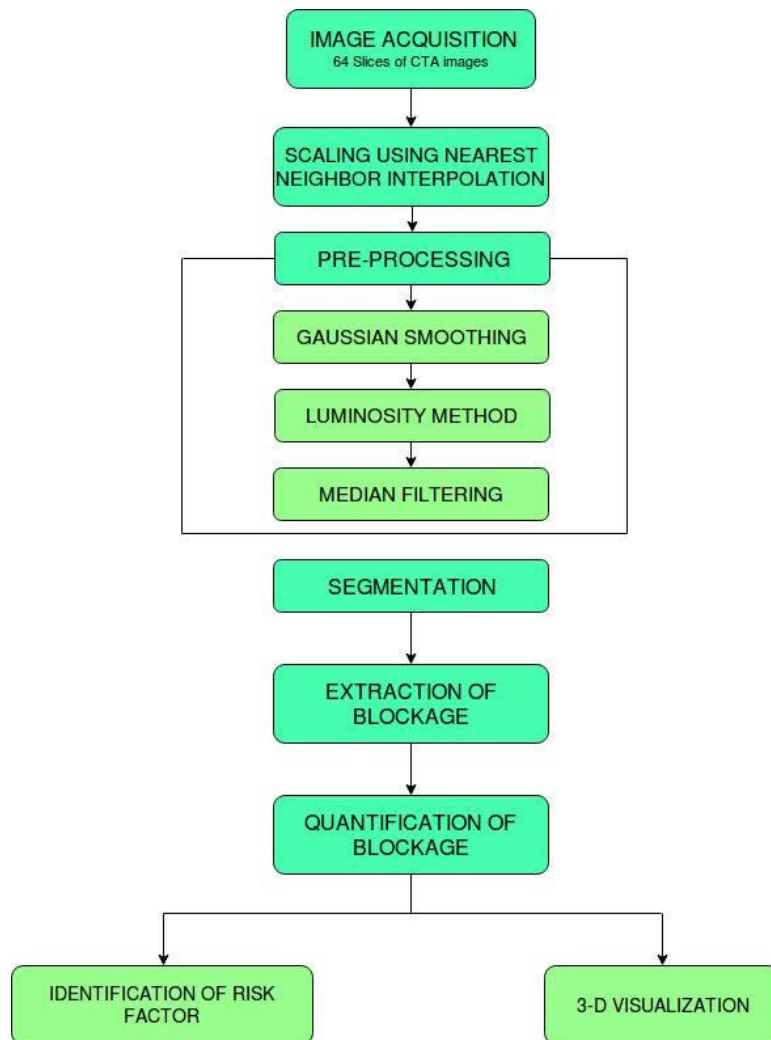 IMAGE ACQUISITION
64 Slices of CTA images
SCALING USING NEAREST
NEIGHBOR INTERPOLATION
PRE-PROCESSING
GAUSSIAN SMOOTHING
LUMINOSITY METHOD
MEDIAN FILTERING
SEGMENTATION
EXTRACTION OF
BLOCKAGE
QUANTIFICATION OF
BLOCKAGE
IDENTIFICATION OF RISK
FACTOR
3-D VISUALIZATION